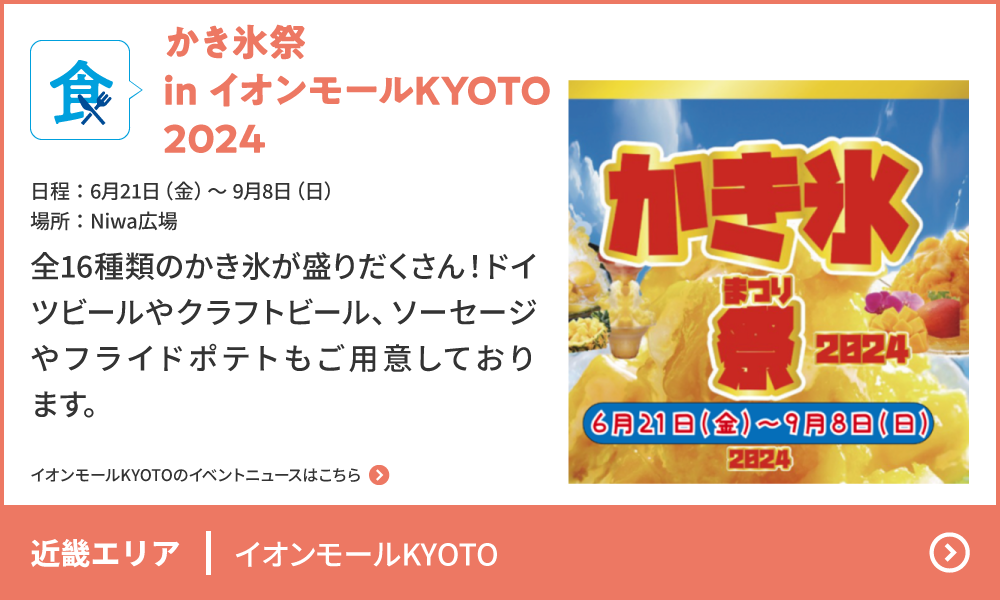 食
かき氷祭
in イオンモールKYOTO
2024
日程：6月21日（金）～ 9月8日（日）
場所：Niwa広場
全16種類のかき氷が盛りだくさん！ドイ
ツビールやクラフトビール、ソーセージ
やフライドポテトもご用意しており
ます。
イオンモールKYOTOのイベントニュースはこちら
かき氷
まつり
祭
2024
6月21日(金)～9月8日(日)
2024
近畿エリア
イオンモールKYOTO